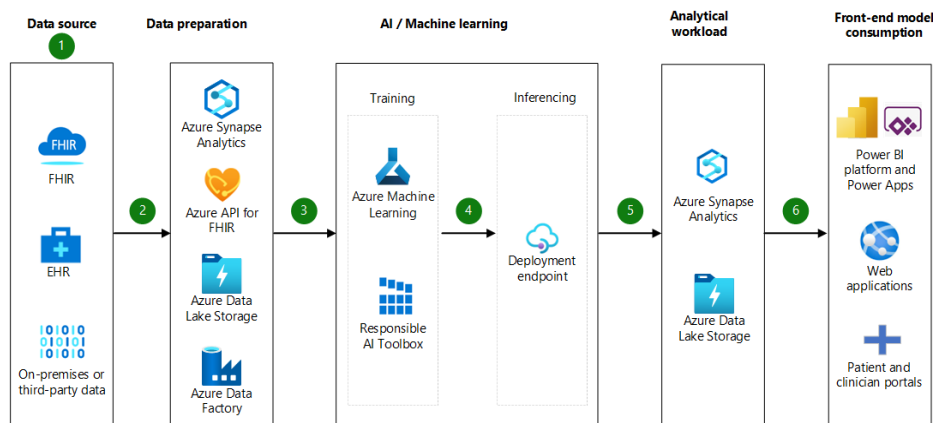 Data source
1
FHIR
FHIR
EHR
On-premises or
third-party data
2
Data preparation
Azure Synapse
Analytics
Azure API for
FHIR
Azure Data
Lake Storage
Azure Data
Factory
3
AI / Machine learning
Training
Azure Machine
Learning
Responsible
AI Toolbox
4
Inferencing
Deployment
endpoint
5
Analytical
workload
Azure Synapse
Analytics
Azure Data
Lake Storage
6
Front-end model
consumption
Power BI
platform and
Power Apps
Web
applications
Patient and
clinician portals